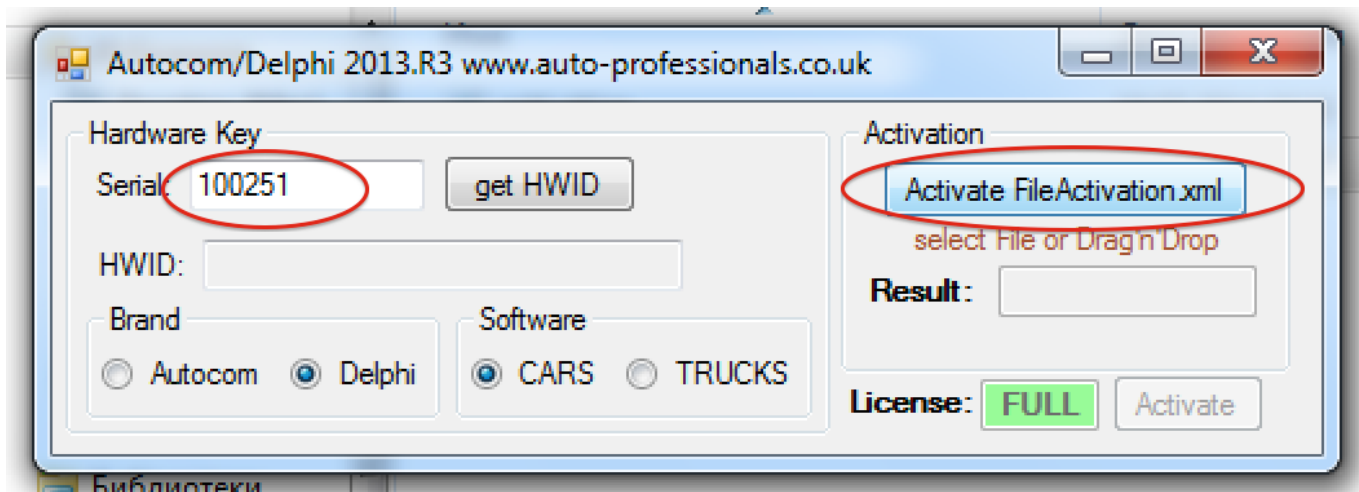 Autocom/Delphi 2013.R3 www.auto-professionals.co.uk
Hardware Key
Serial: 100251 get HWID
HWID:
Brand
Autocom Delphi
Software
CARS TRUCKS
Activation
Activate FileActivation.xml
select File or Drag'n'Drop
Result:
License: FULL Activate
Библиотеки